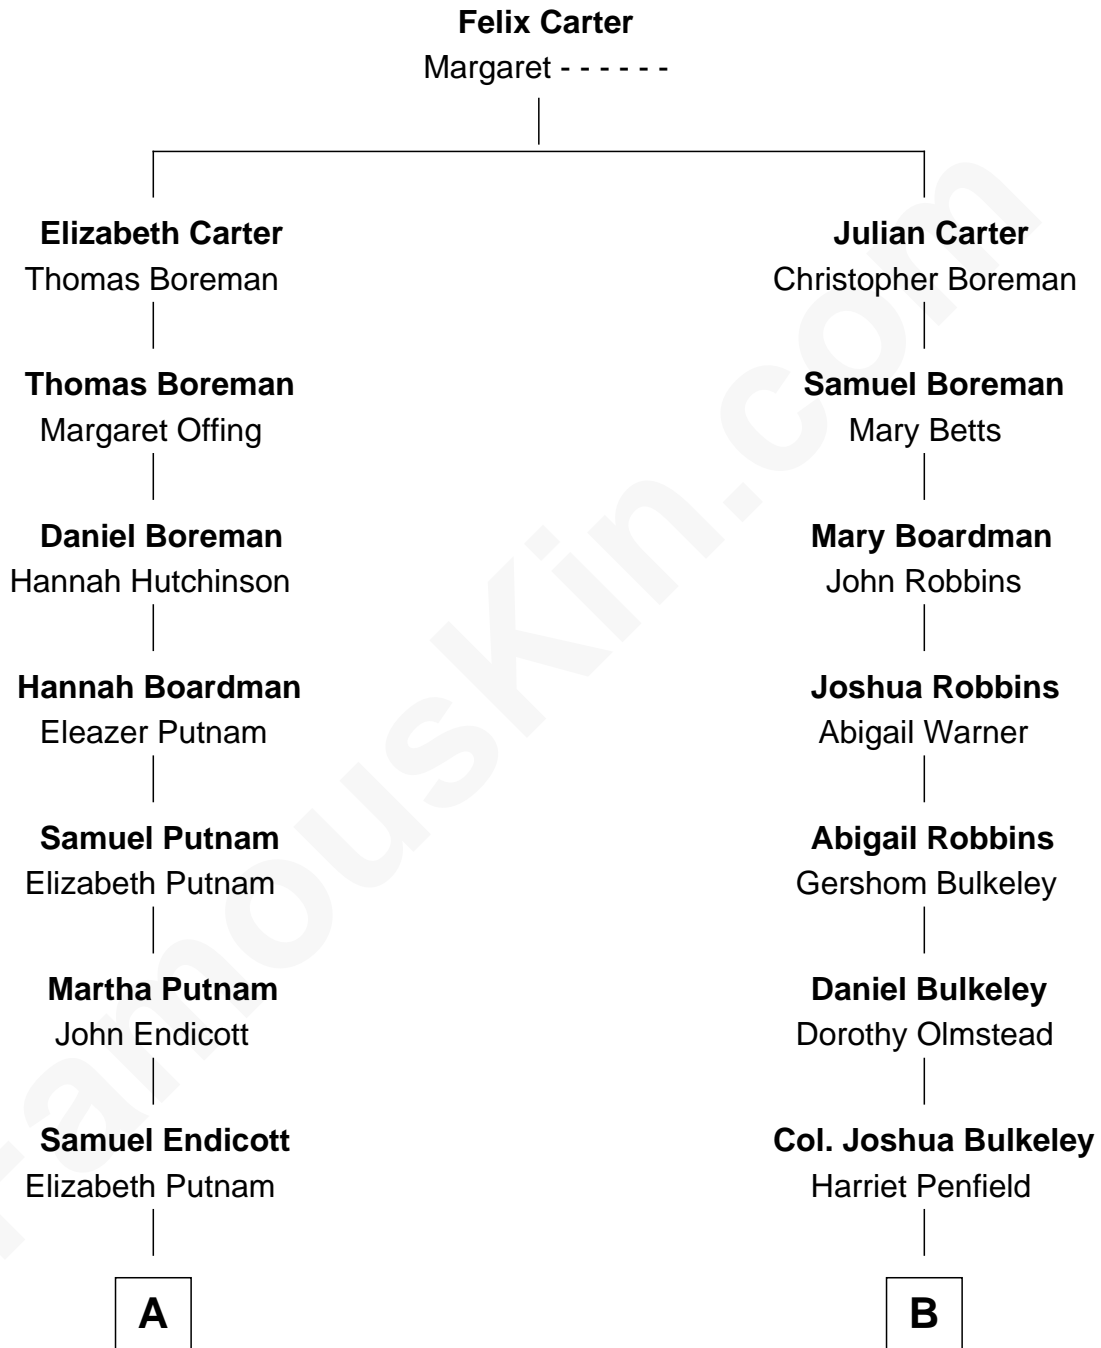 Felix Carter
Margaret - - - - - -
Elizabeth Carter
Thomas Boreman
Julian Carter
Christopher Boreman
Thomas Boreman
Margaret Offing
Samuel Boreman
Mary Betts
Daniel Boreman
Hannah Hutchinson
Mary Boardman
John Robbins
Hannah Boardman
Eleazer Putnam
Joshua Robbins
Abigail Warner
Samuel Putnam
Elizabeth Putnam
Abigail Robbins
Gershom Bulkeley
Martha Putnam
John Endicott
Daniel Bulkeley
Dorothy Olmstead
Samuel Endicott
Elizabeth Putnam
Col. Joshua Bulkeley
Harriet Penfield
A
B
FamousKin.com